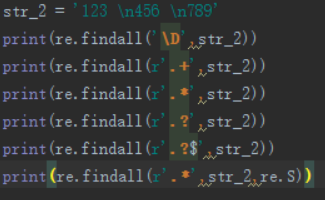 str_2 = '123 \n456 \n789'
print(re.findall('\D',str_2))
print(re.findall(r'.+',str_2))
print(re.findall(r'.*',str_2))
print(re.findall(r'.?',str_2))
print(re.findall(r'.?$',str_2))
print(re.findall(r'.*',str_2,re.S))